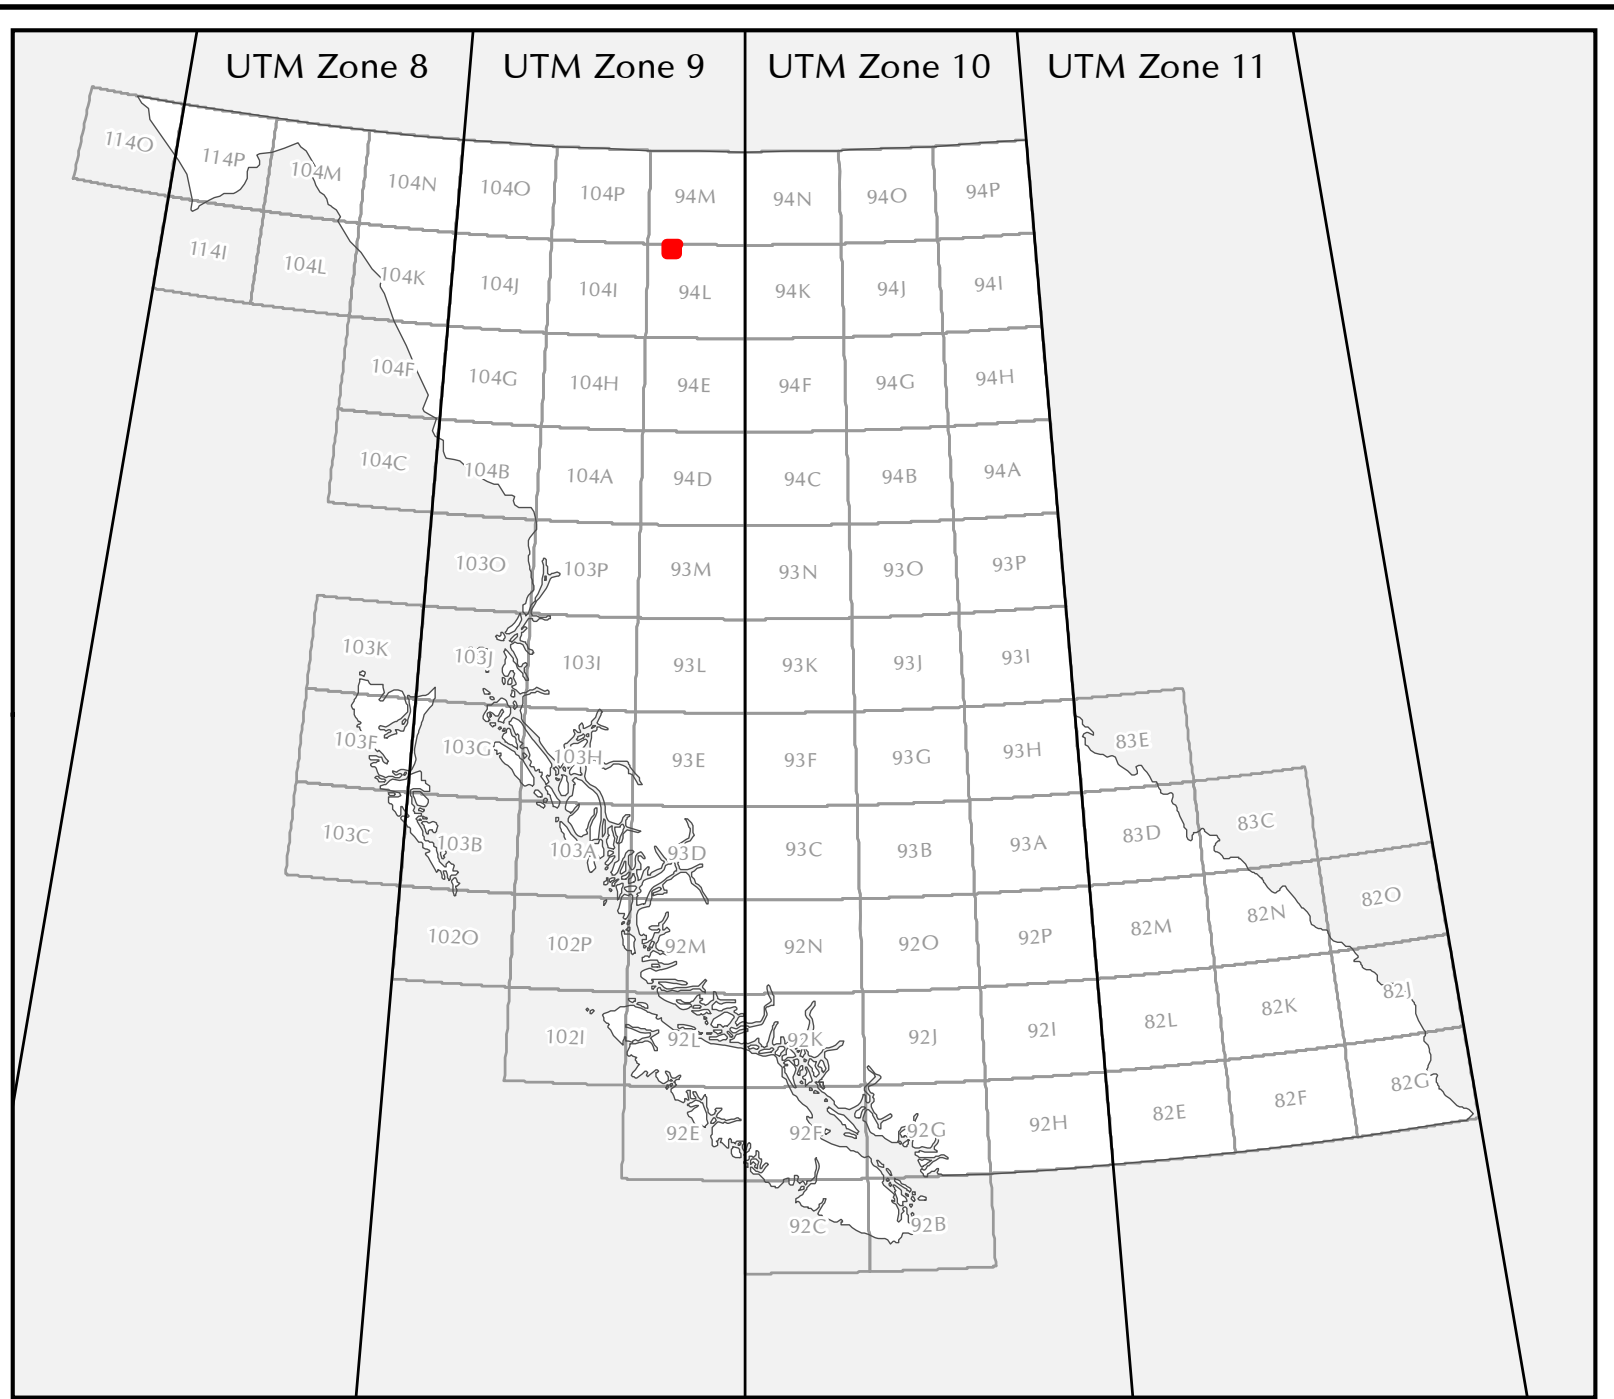 UTM Zone 8 UTM Zone 9 UTM Zone 10 UTM Zone 11
114O 114P 104M 104N 104O 104P 94M 94N 94O 94P
114I 104L 104K 104J 104I 94L 94K 94J 94I
104F 104G 104H 94E 94F 94G 94H
104C 104B 104A 94D 94C 94B 94A
103O 103P 93M 93N 93O 93P
103K 103J 103I 93L 93K 93J 93I
103F 103G 103H 93E 93F 93G 93H 83E
103C 103B 103A 93D 93C 93B 93A 83D 83C
102O 102P 92M 92N 92O 92P 82M 82N 82O
102I 92L 92K 92J 92I 82L 82K 82J
92E 92F 92G 92H 82E 82F 82G
92C 92B